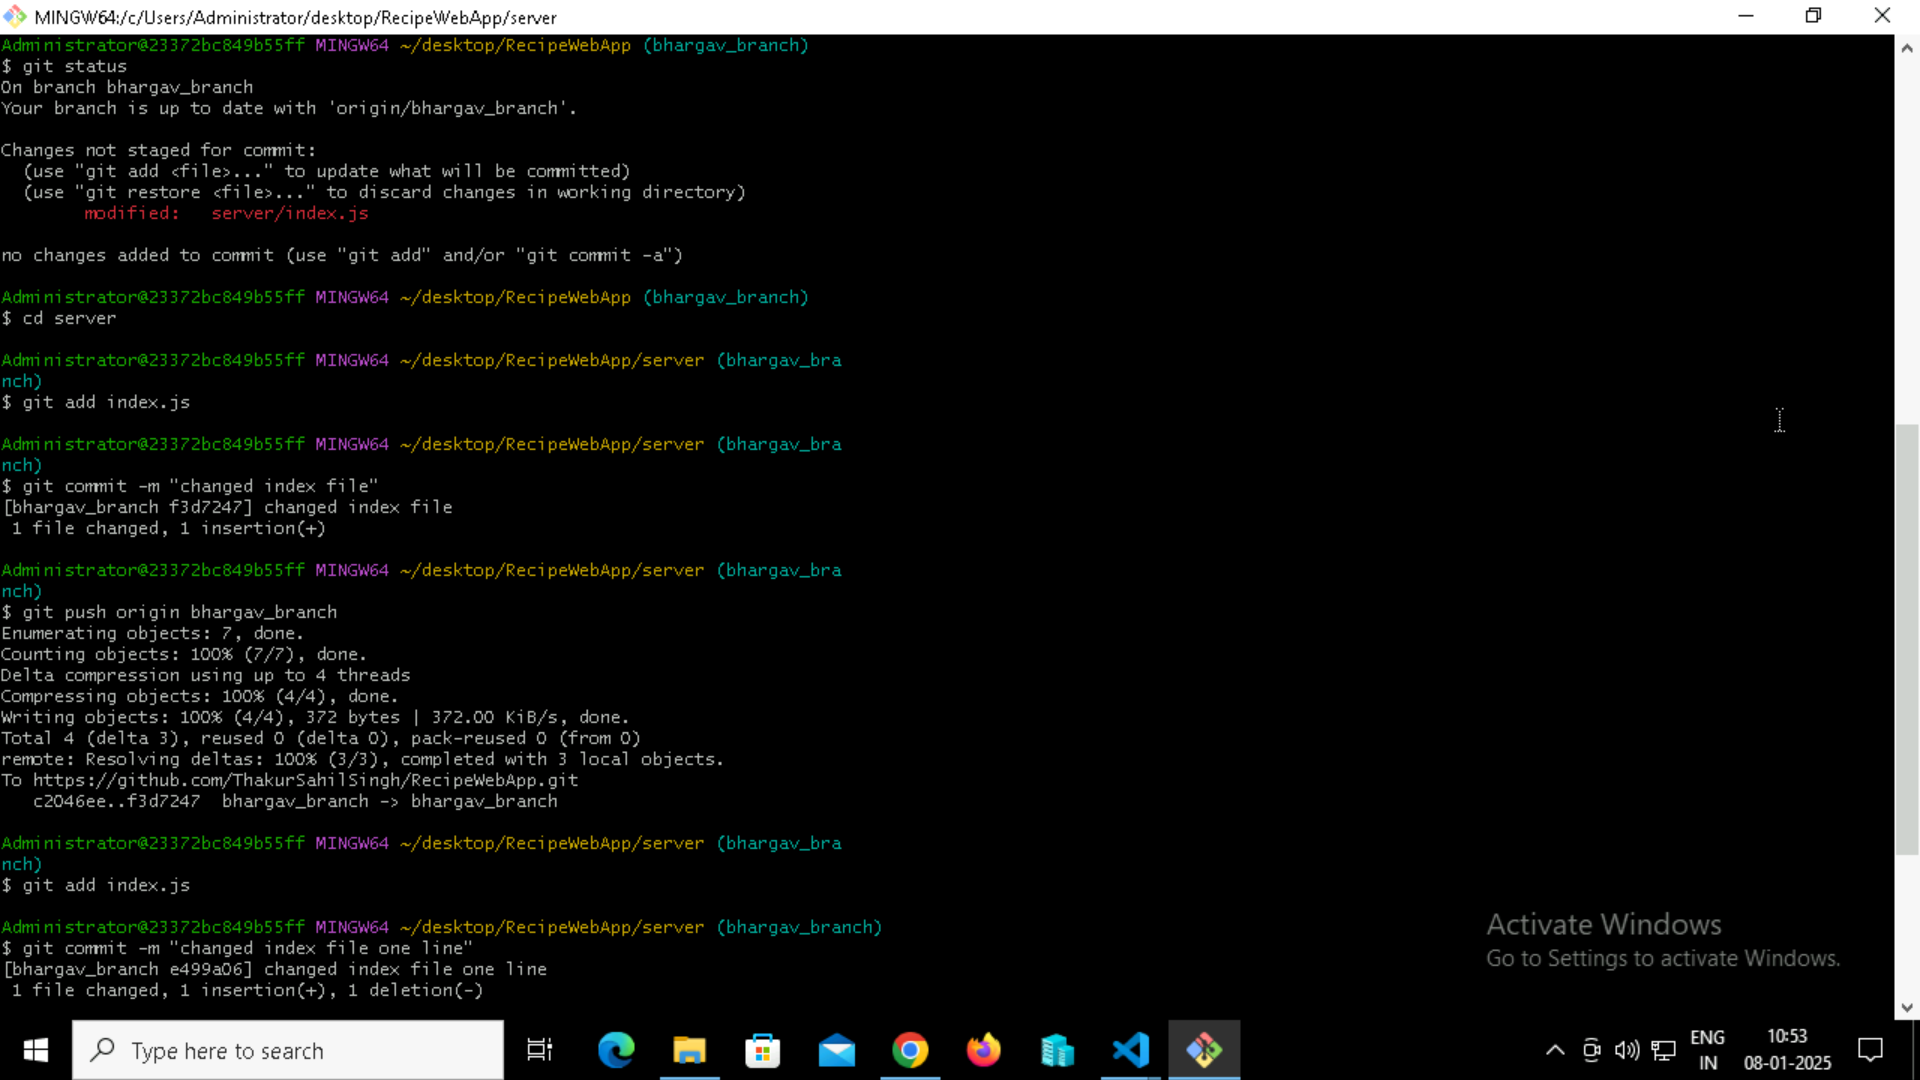 MINGW64:/c/Users/Administrator/desktop/RecipeWebApp/server
Administrator@23372bc849b55ff MINGW64 ~/desktop/RecipeWebApp (bhargav_branch)
$ git status
On branch bhargav_branch
Your branch is up to date with 'origin/bhargav_branch'.
Changes not staged for commit:
  (use "git add <file>..." to update what will be committed)
  (use "git restore <file>..." to discard changes in working directory)
        modified:   server/index.js
no changes added to commit (use "git add" and/or "git commit -a")
Administrator@23372bc849b55ff MINGW64 ~/desktop/RecipeWebApp (bhargav_branch)
$ cd server
Administrator@23372bc849b55ff MINGW64 ~/desktop/RecipeWebApp/server (bhargav_bra
nch)
$ git add index.js
Administrator@23372bc849b55ff MINGW64 ~/desktop/RecipeWebApp/server (bhargav_bra
nch)
$ git commit -m "changed index file"
[bhargav_branch f3d7247] changed index file
 1 file changed, 1 insertion(+)
Administrator@23372bc849b55ff MINGW64 ~/desktop/RecipeWebApp/server (bhargav_bra
nch)
$ git push origin bhargav_branch
Enumerating objects: 7, done.
Counting objects: 100% (7/7), done.
Delta compression using up to 4 threads
Compressing objects: 100% (4/4), done.
Writing objects: 100% (4/4), 372 bytes | 372.00 KiB/s, done.
Total 4 (delta 3), reused 0 (delta 0), pack-reused 0 (from 0)
remote: Resolving deltas: 100% (3/3), completed with 3 local objects.
To https://github.com/ThakurSahilSingh/RecipeWebApp.git
   c2046ee..f3d7247  bhargav_branch -> bhargav_branch
Administrator@23372bc849b55ff MINGW64 ~/desktop/RecipeWebApp/server (bhargav_bra
nch)
$ git add index.js
Administrator@23372bc849b55ff MINGW64 ~/desktop/RecipeWebApp/server (bhargav_branch)
$ git commit -m "changed index file one line"
[bhargav_branch e499a06] changed index file one line
 1 file changed, 1 insertion(+), 1 deletion(-)
Activate Windows
Go to Settings to activate Windows.
Type here to search
ENG
IN
10:53
08-01-2025